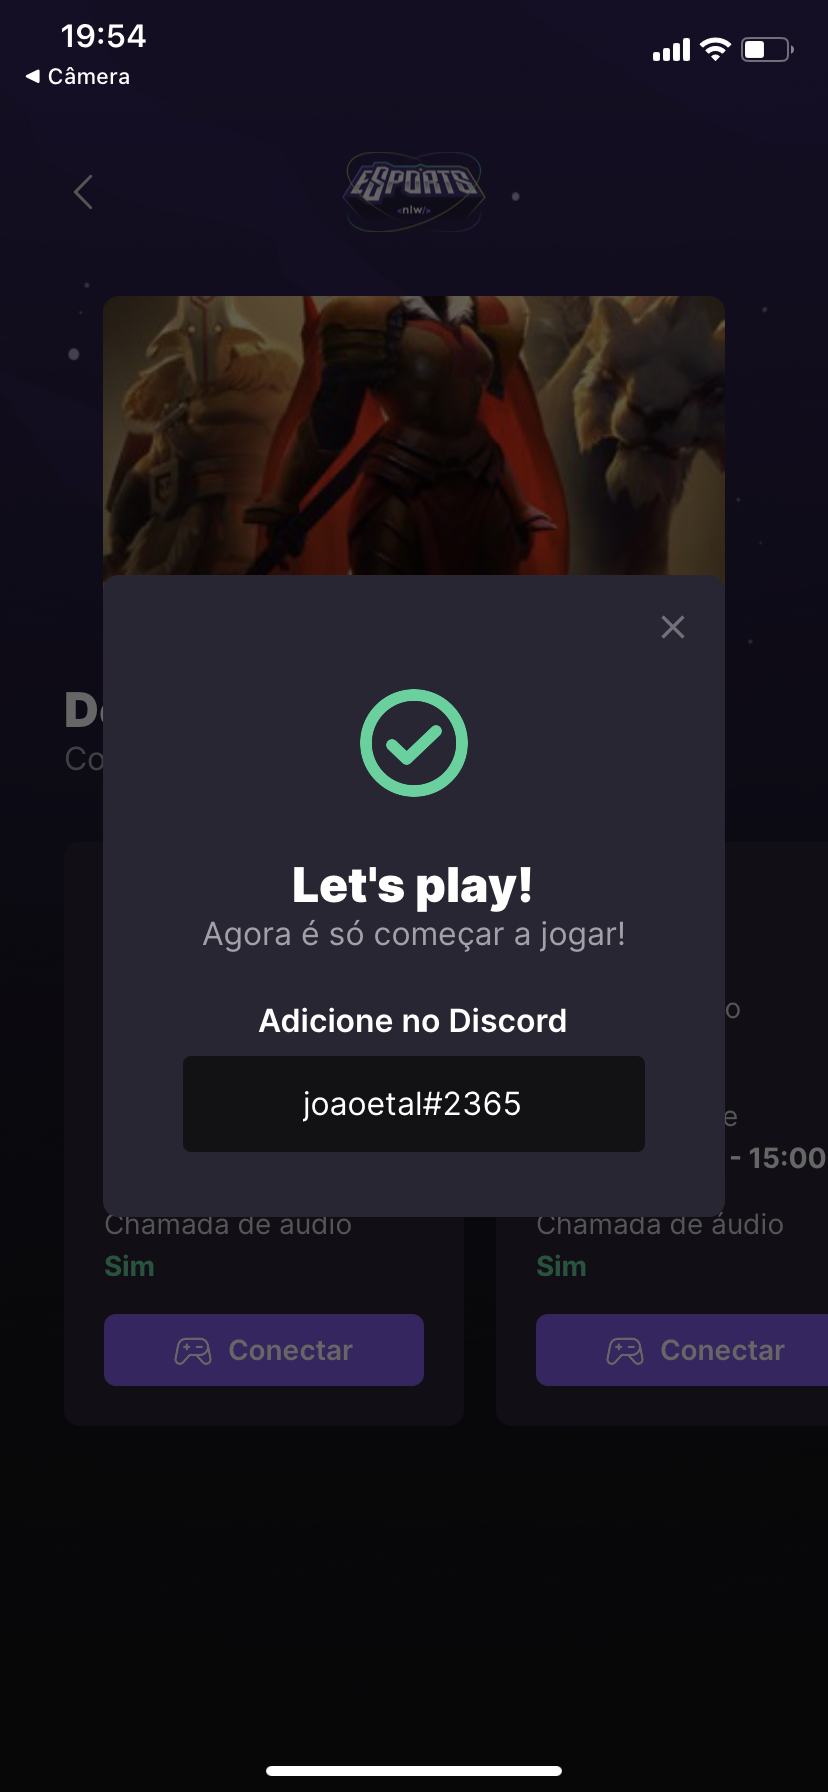 19:54
Câmera
ESPORTS
<nlw/>
Let's play!
Agora é só começar a jogar!
Adicione no Discord
joaoetal#2365
- 15:00
Chamada de áudio
Chamada de áudio
Sim
Sim
Conectar
Conectar